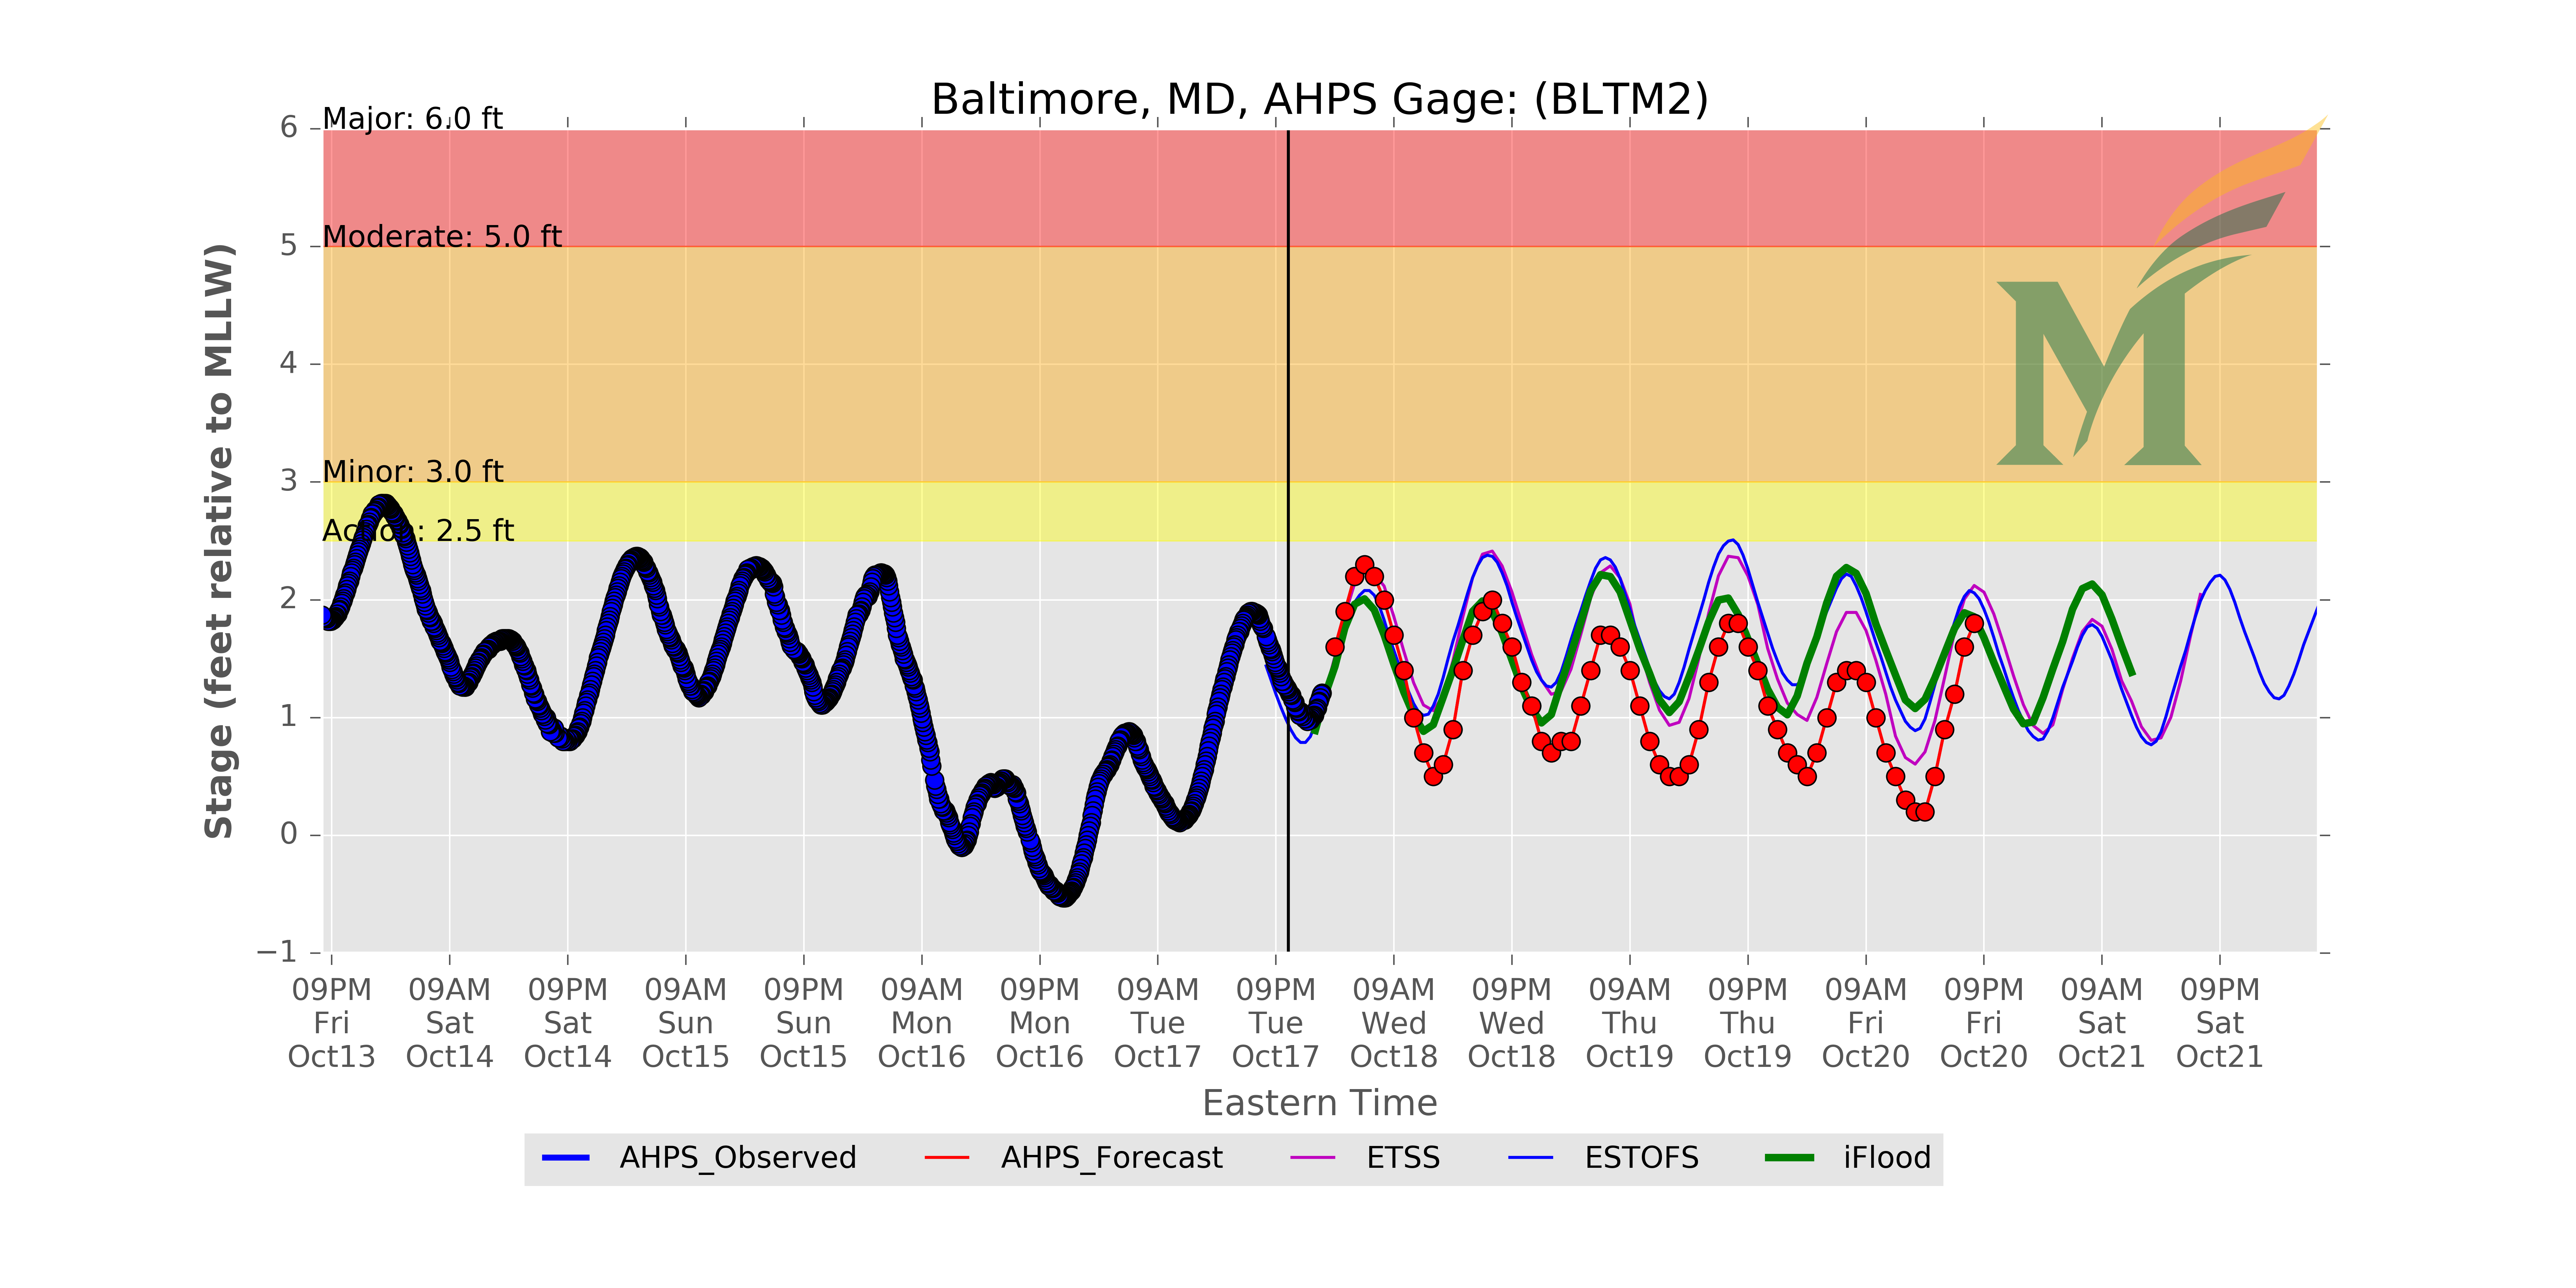 Baltimore, MD, AHPS Gage: (BLTM2)
Major: 6.0 ft
Moderate: 5.0 ft
Minor: 3.0 ft
Action: 2.5 ft
6
5
4
3
2
1
0
−1
Stage (feet relative to MLLW)
09PM 09AM 09PM 09AM 09PM 09AM 09PM 09AM 09PM 09AM 09PM 09AM 09PM 09AM 09PM 09AM 09PM
Fri Sat Sat Sun Sun Mon Mon Tue Tue Wed Wed Thu Thu Fri Fri Sat Sat
Oct13 Oct14 Oct14 Oct15 Oct15 Oct16 Oct16 Oct17 Oct17 Oct18 Oct18 Oct19 Oct19 Oct20 Oct20 Oct21 Oct21
Eastern Time
AHPS_Observed AHPS_Forecast ETSS ESTOFS iFlood